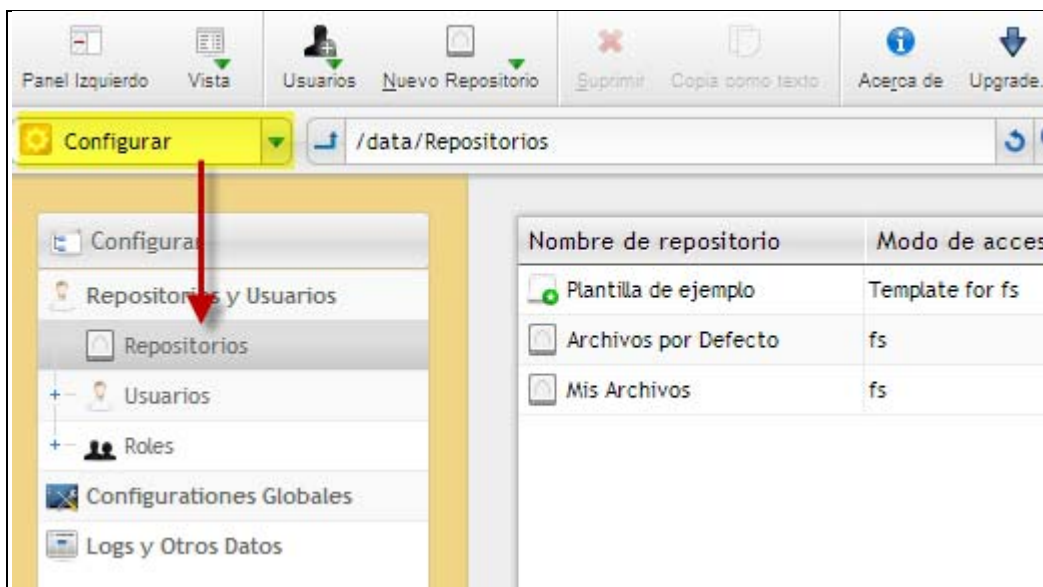 Panel Izquierdo Vista Usuarios Nuevo Repositorio Suprimir Copia como texto Acerca de Upgrade.
Configurar /data/Repositorios
Configurar
Repositorios y Usuarios
Repositorios
Usuarios
Roles
Configurationes Globales
Logs y Otros Datos
Nombre de repositorio Modo de acces
Plantilla de ejemplo Template for fs
Archivos por Defecto fs
Mis Archivos fs